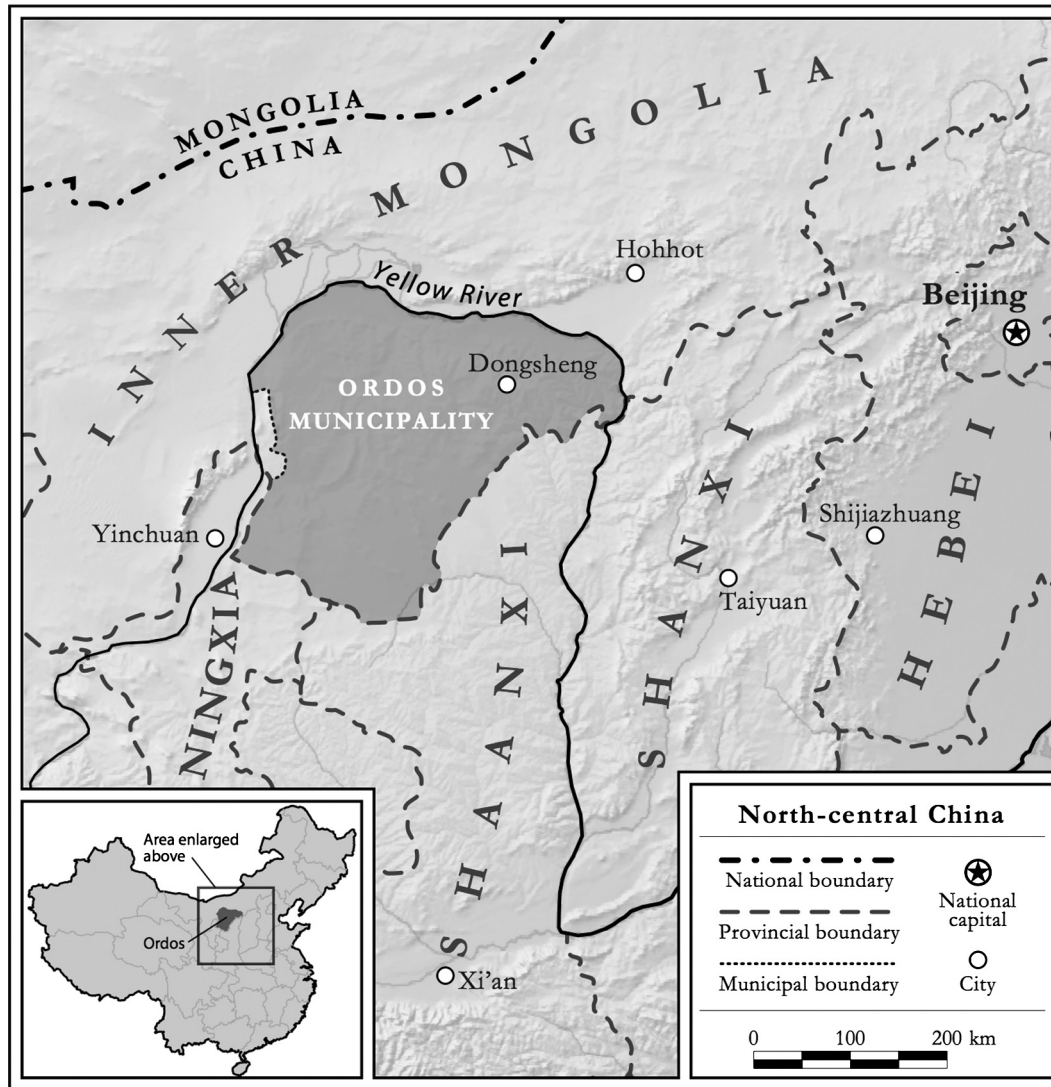 MONGOLIA
CHINA
INNER MONGOLIA
Hohhot
Yellow River
Beijing
Dongsheng
ORDOS
MUNICIPALITY
Yinchuan
Shijiazhuang
Taiyuan
NINGXIA
SHAANXI
SHANXI
HEBEI
Xi’an
Area enlarged
above
Ordos
North-central China
National boundary
National
capital
Provincial boundary
Municipal boundary
City
0 100 200 km